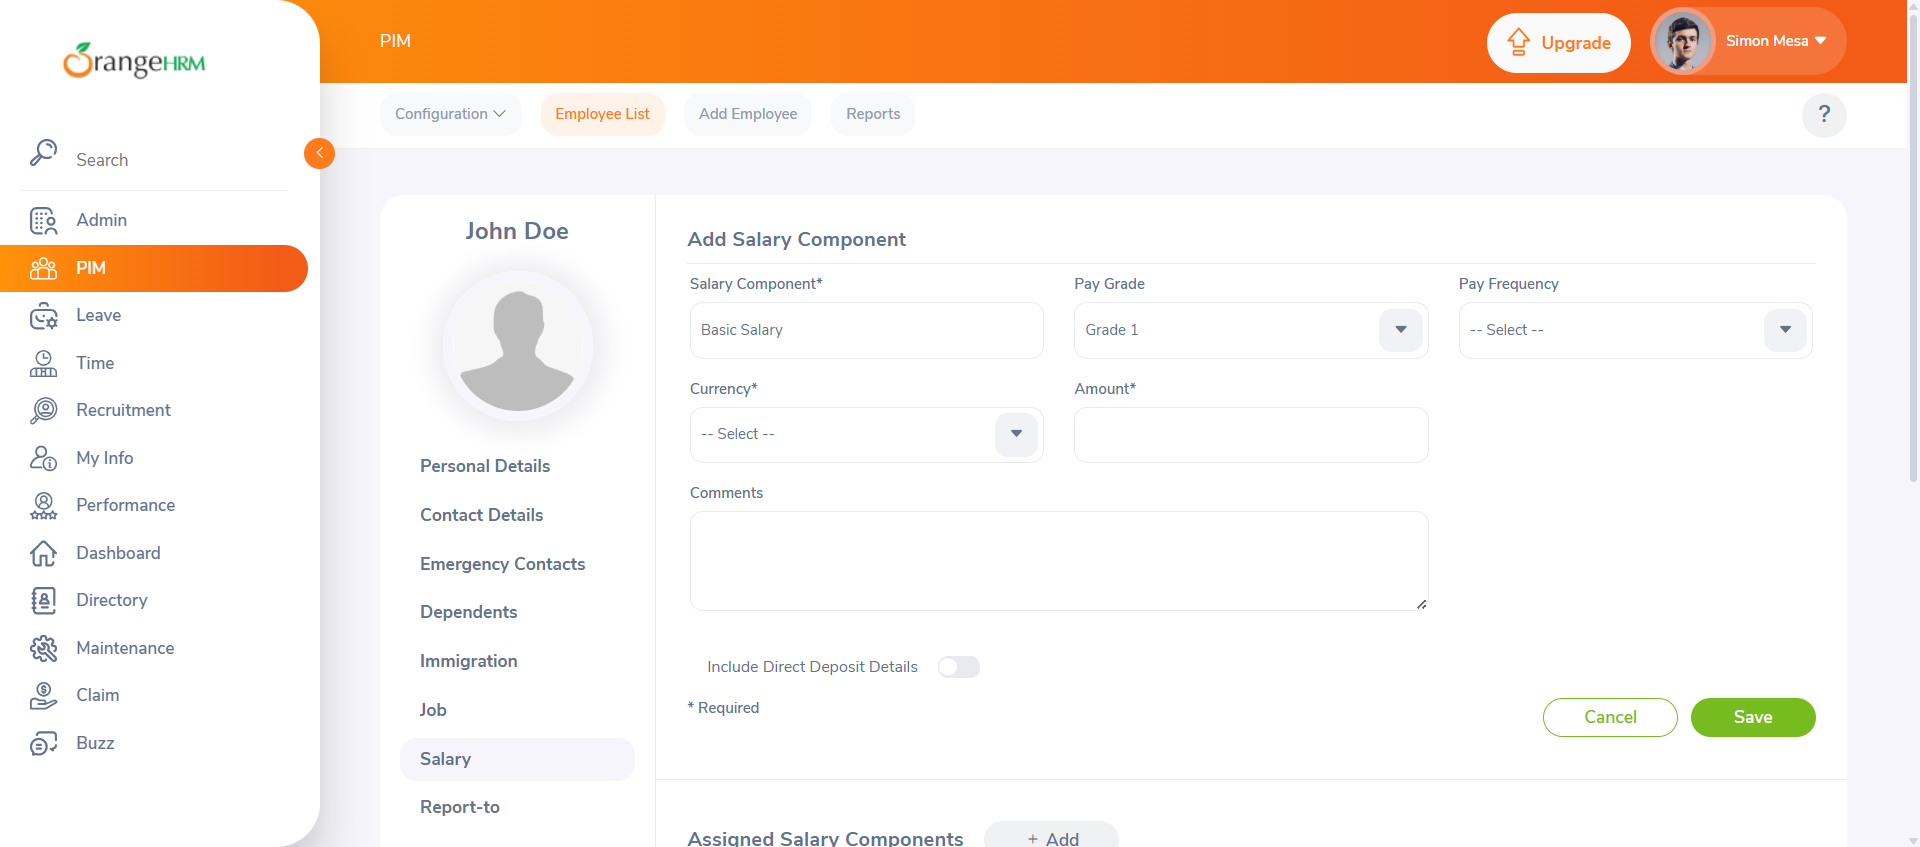 OrangeHRM
Search
Admin
PIM
Leave
Time
Recruitment
My Info
Performance
Dashboard
Directory
Maintenance
Claim
Buzz
PIM
Upgrade
Simon Mesa
Configuration
Employee List
Add Employee
Reports
?
John Doe
Personal Details
Contact Details
Emergency Contacts
Dependents
Immigration
Job
Salary
Report-to
Add Salary Component
Salary Component*
Pay Grade
Pay Frequency
Basic Salary
Grade 1
-- Select --
Currency*
Amount*
-- Select --
Comments
Include Direct Deposit Details
* Required
Cancel
Save
Assigned Salary Components
+ Add